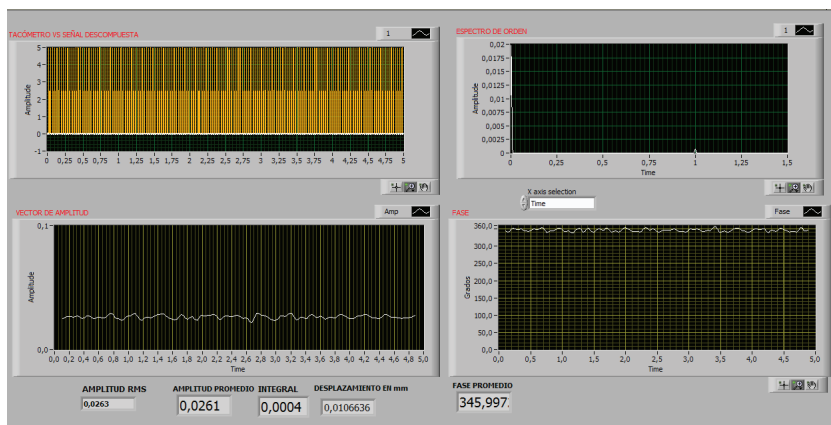 TACÓMETRO VS SEÑAL DESCOMPUESTA
1
Amplitude
5
4
3
2
1
0
-1
0 0,25 0,5 0,75 1 1,25 1,5 1,75 2 2,25 2,5 2,75 3 3,25 3,5 3,75 4 4,25 4,5 4,75 5
ESPECTRO DE ORDEN
1
Amplitude
0,02
0,0175
0,015
0,0125
0,01
0,0075
0,005
0,0025
0
0 0,25 0,5 0,75 1 1,25 1,5
Time
X axis selection
Time
VECTOR DE AMPLITUD
Amp
Amplitude
0,1
0,0
0,0 0,2 0,4 0,6 0,8 1,0 1,2 1,4 1,6 1,8 2,0 2,2 2,4 2,6 2,8 3,0 3,2 3,4 3,6 3,8 4,0 4,2 4,4 4,6 4,8 5,0
Time
FASE
Fase
Grados
360,0
300,0
250,0
200,0
150,0
100,0
50,0
0,0
0,0 0,5 1,0 1,5 2,0 2,5 3,0 3,5 4,0 4,5 5,0
Time
AMPLITUD RMS
0,0263
AMPLITUD PROMEDIO
0,0261
INTEGRAL
0,0004
DESPLAZAMIENTO EN mm
0,0106636
FASE PROMEDIO
345,997